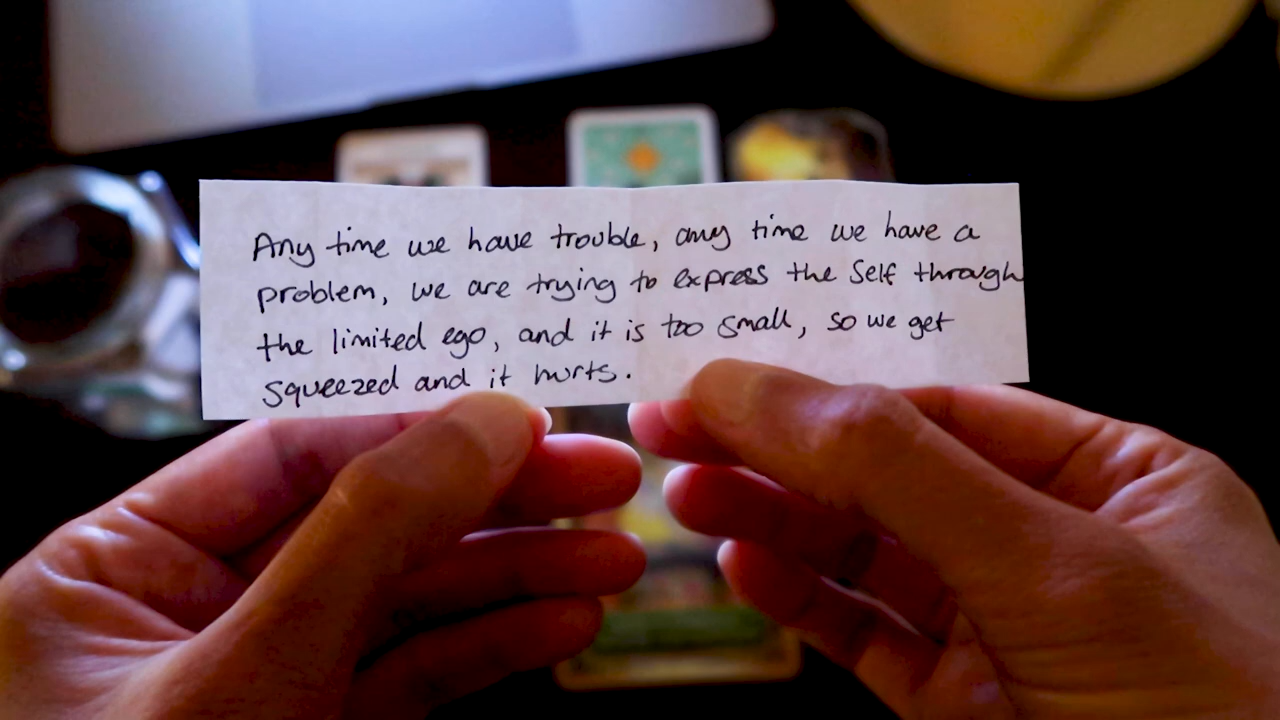 Any time we have trouble, any time we have a
problem, we are trying to express the Self through
the limited ego, and it is too small, so we get
squeezed and it hurts.